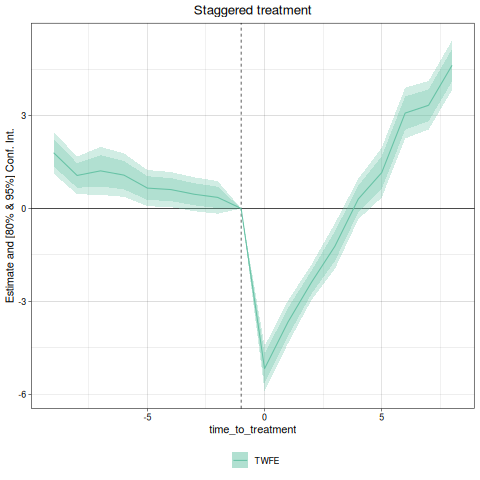 Staggered treatment
Estimate and [80% & 95%] Conf. Int.
3
0
-3
-6
-5
0
5
time_to_treatment
TWFE